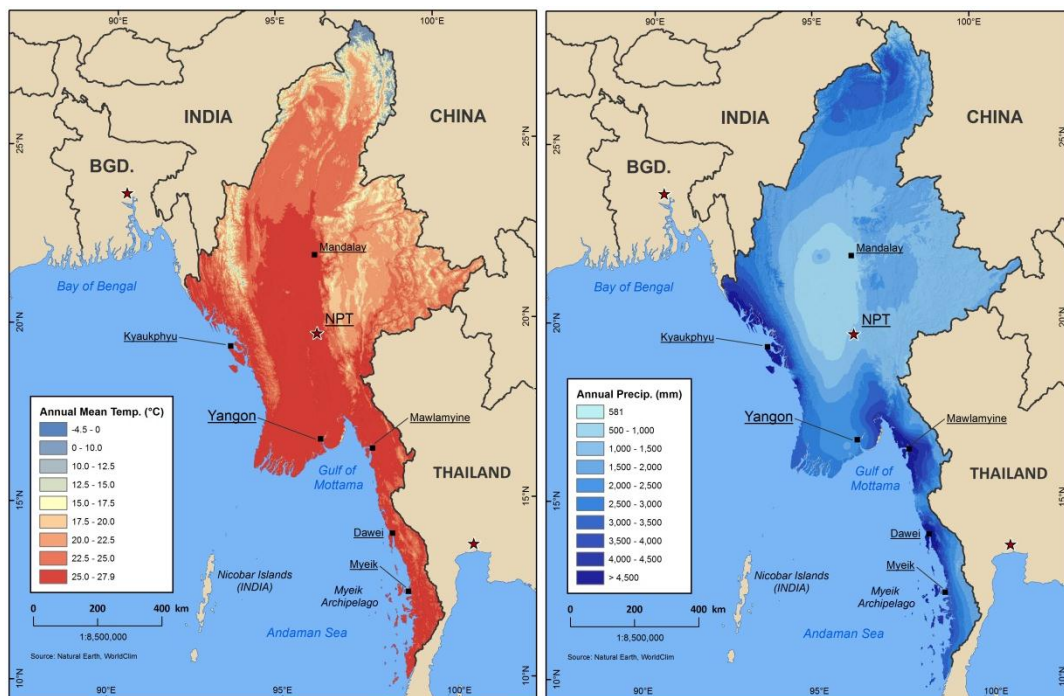 90°E
95°E
100°E
25°N
20°N
15°N
10°N
INDIA
CHINA
BGD.
Mandalay
Bay of Bengal
NPT
Kyaukphyu
Annual Mean Temp. (°C)
-4.5 - 0
0 - 10.0
10.0 - 12.5
12.5 - 15.0
15.0 - 17.5
17.5 - 20.0
20.0 - 22.5
22.5 - 25.0
25.0 - 27.9
Yangon
Mawlamyine
Gulf of
Mottama
THAILAND
Dawei
Myeik
Nicobar Islands
(INDIA)
Myeik
Archipelago
0 200 400 km
1:8,500,000
Andaman Sea
Source: Natural Earth, WorldClim
90°E
95°E
100°E
90°E
95°E
100°E
25°N
20°N
15°N
10°N
INDIA
CHINA
BGD.
Mandalay
Bay of Bengal
NPT
Kyaukphyu
Annual Precip. (mm)
581
500 - 1,000
1,000 - 1,500
1,500 - 2,000
2,000 - 2,500
2,500 - 3,000
3,000 - 3,500
3,500 - 4,000
4,000 - 4,500
> 4,500
Yangon
Mawlamyine
Gulf of
Mottama
THAILAND
Dawei
Myeik
Nicobar Islands
(INDIA)
Myeik
Archipelago
0 200 400 km
1:8,500,000
Andaman Sea
Source: Natural Earth, WorldClim
90°E
95°E
100°E